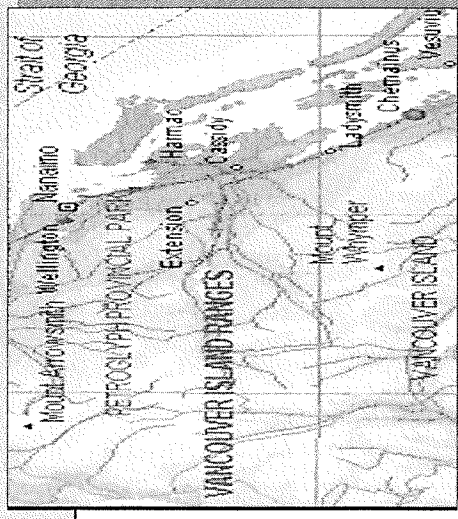 Strait of
Georgia
Nanaimo
Wellington
Mount Arrowsmith
PETROGLYPH PROVINCIAL PARK
Harmac
Extension
Cassidy
VANCOUVER ISLAND RANGES
Ladysmith
Mount
Whymper
Chemainus
Vesuviu
VANCOUVER ISLAND